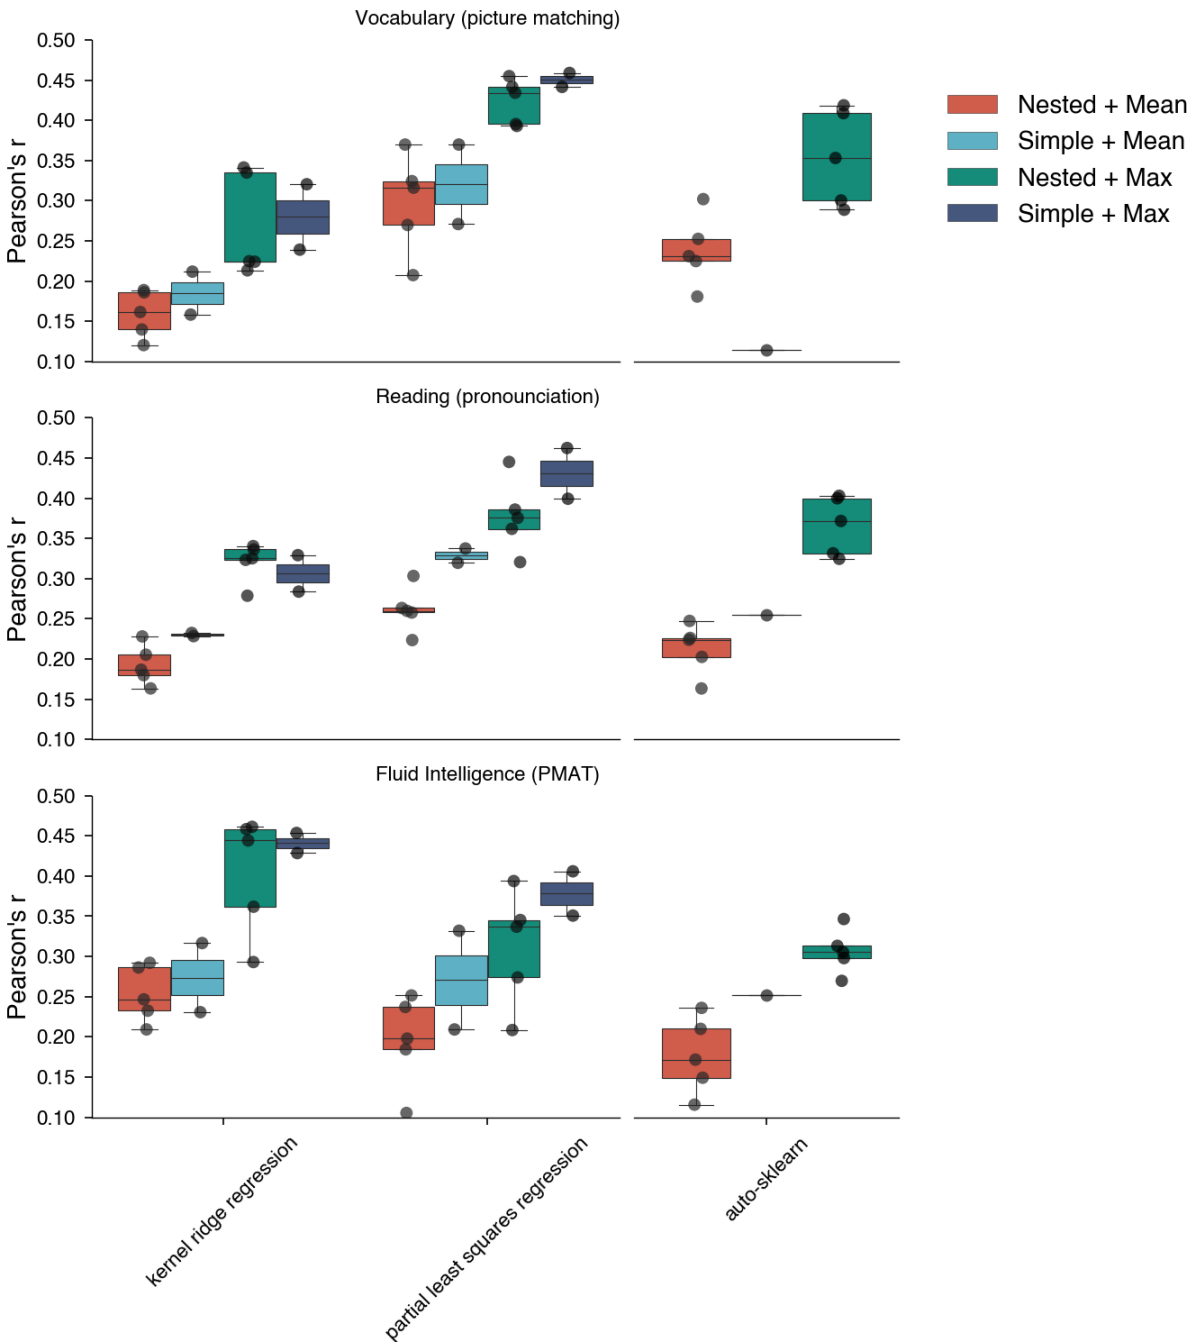 Vocabulary (picture matching)
0.50
0.45
0.40
0.35
0.30
0.25
0.20
0.15
0.10
Pearson's r
Nested + Mean
Simple + Mean
Nested + Max
Simple + Max
Reading (pronounciation)
0.50
0.45
0.40
0.35
0.30
0.25
0.20
0.15
0.10
Pearson's r
Fluid Intelligence (PMAT)
0.50
0.45
0.40
0.35
0.30
0.25
0.20
0.15
0.10
Pearson's r
kernel ridge regression
partial least squares regression
auto-sklearn